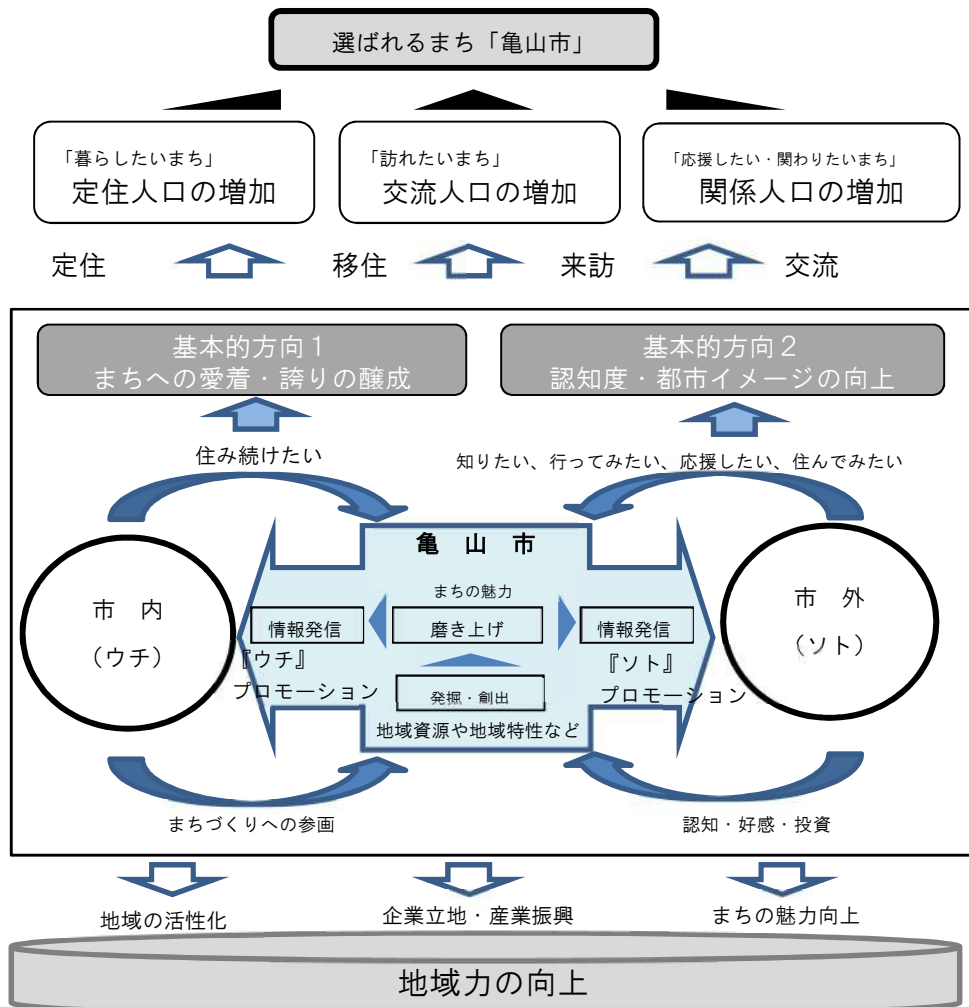 選ばれるまち「亀山市」
「暮らしたいまち」
定住人口の増加
「訪れたいまち」
交流人口の増加
「応援したい・関わりたいまち」
関係人口の増加
定住
移住
来訪
交流
基本的方向１
まちへの愛着・誇りの醸成
基本的方向２
認知度・都市イメージの向上
住み続けたい
知りたい、行ってみたい、応援したい、住んでみたい
亀　山　市
市　内
（ウチ）
まちの魅力
情報発信
磨き上げ
情報発信
『ウチ』
プロモーション
発掘・創出
地域資源や地域特性など
『ソト』
プロモーション
市　外
（ソト）
まちづくりへの参画
認知・好感・投資
地域の活性化
企業立地・産業振興
まちの魅力向上
地域力の向上